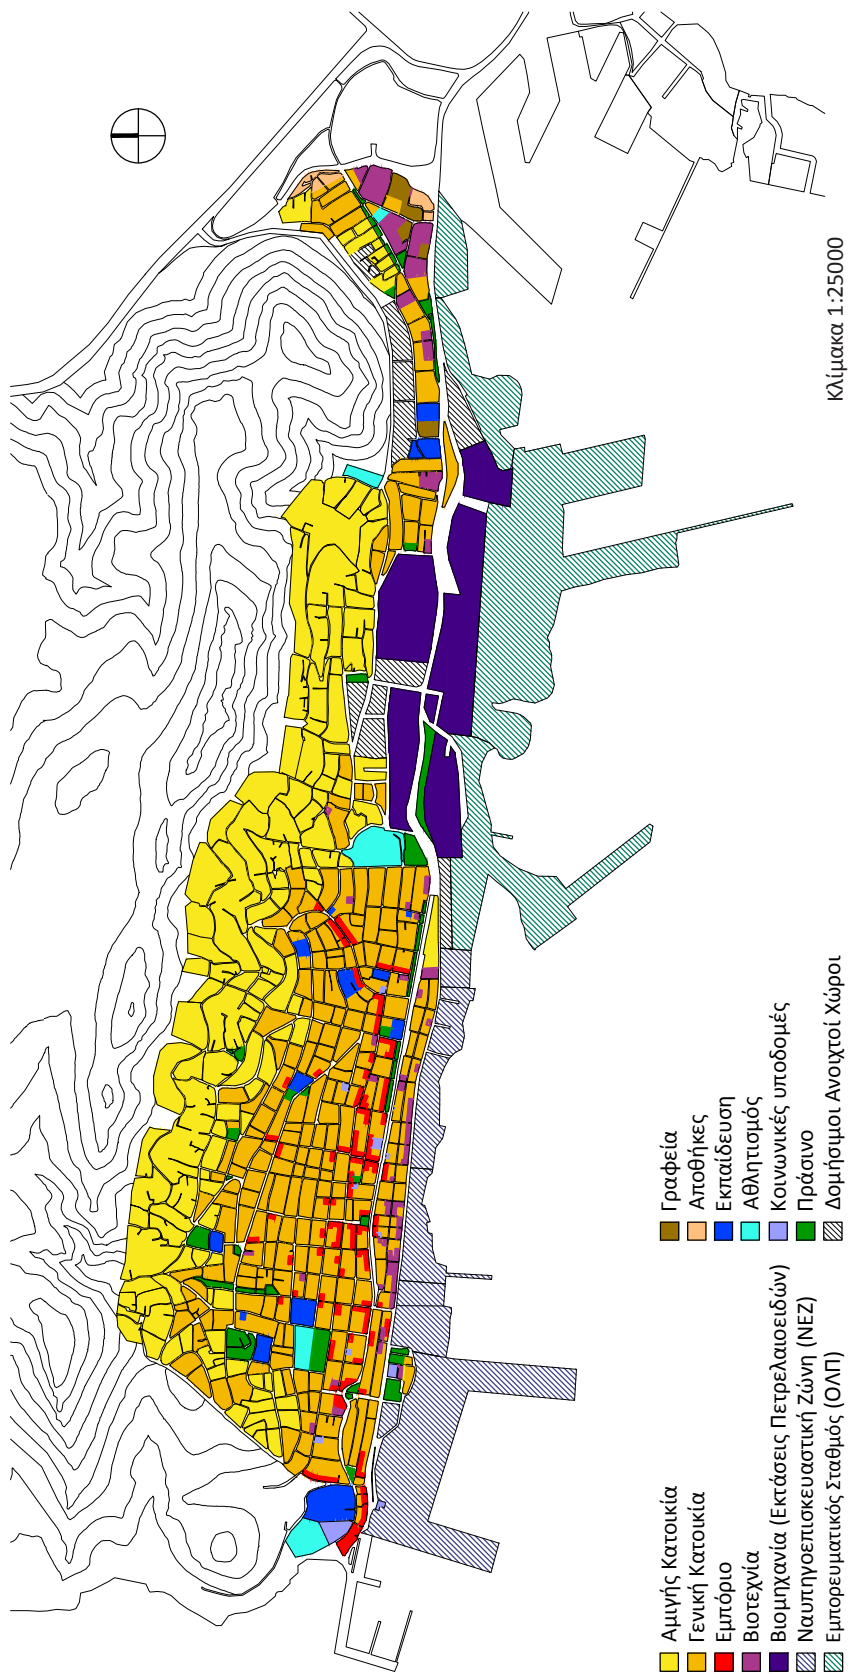 Κλίμακα 1:25000
Αμιγής Κατοικία
Γενική Κατοικία
Εμπόριο
Βιοτεχνία
Βιομηχανία (Εκτάσεις Πετρελαιοειδών)
Ναυπηγοεπισκευαστική Ζώνη (ΝΕΖ)
Εμπορευματικός Σταθμός (ΟΛΠ)
Γραφεία
Αποθήκες
Εκπαίδευση
Αθλητισμός
Κοινωνικές υποδομές
Πράσινο
Δομήσιμοι Ανοιχτοί Χώροι